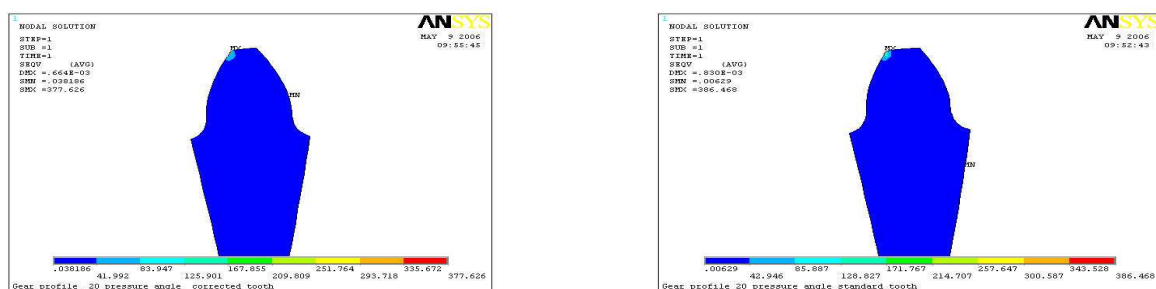 1
NODAL SOLUTION
STEP=1
SUB =1
TIME=1
SEQV (AVG)
DMX =.664E-03
SMN =.038186
SMX =377.626
ANSYS
MAY 9 2006
09:55:45
MX
MN
.038186 83.947 167.855 251.764 335.672
41.992 125.901 209.809 293.718 377.626
Gear profile 20 pressure angle corrected tooth
1
NODAL SOLUTION
STEP=1
SUB =1
TIME=1
SEQV (AVG)
DMX =.830E-03
SMN =.00629
SMX =386.468
ANSYS
MAY 9 2006
09:52:43
MX
MN
.00629 85.887 171.767 257.647 343.528
42.946 128.827 214.707 300.587 386.468
Gear profile 20 pressure angle standard tooth